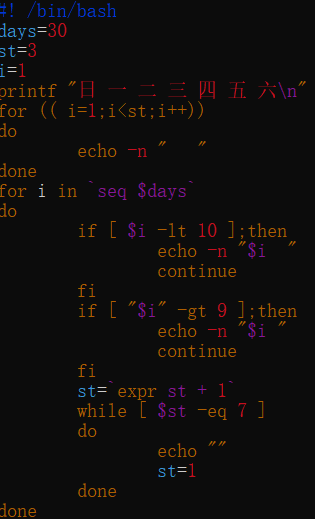 #! /bin/bash
days=30
st=3
i=1
printf "日 一 二 三 四 五 六\n"
for (( i=1;i<st;i++))
do
        echo -n "   "
done
for i in `seq $days`
do
        if [ $i -lt 10 ];then
                echo -n "$i  "
                continue
        fi
        if [ "$i" -gt 9 ];then
                echo -n "$i "
                continue
        fi
        st=`expr st + 1`
        while [ $st -eq 7 ]
        do
                echo ""
                st=1
        done
done